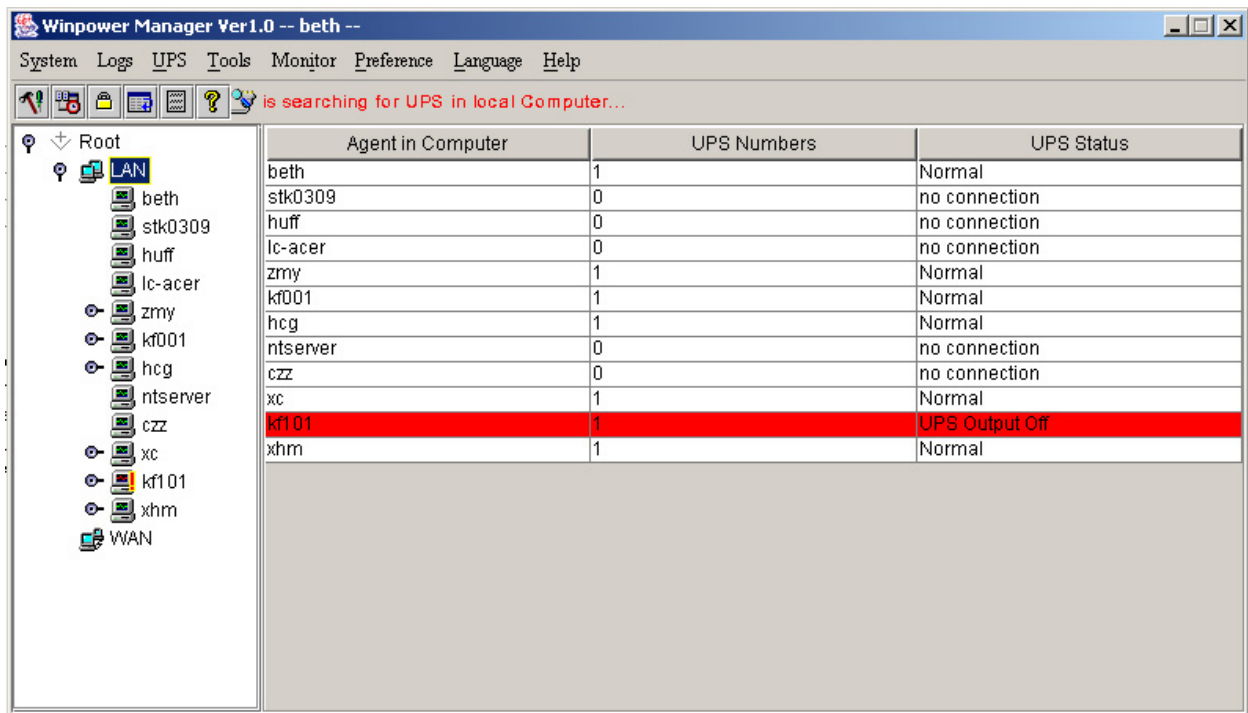 Winpower Manager Ver1.0 -- beth --
System Logs UPS Tools Monitor Preference Language Help
is searching for UPS in local Computer...
Root
LAN
beth
stk0309
huff
lc-acer
zmy
kf001
hcg
ntserver
czz
xc
kf101
xhm
WAN
Agent in Computer UPS Numbers UPS Status
beth 1 Normal
stk0309 0 no connection
huff 0 no connection
lc-acer 0 no connection
zmy 1 Normal
kf001 1 Normal
hcg 1 Normal
ntserver 0 no connection
czz 0 no connection
xc 1 Normal
kf101 1 UPS Output Off
xhm 1 Normal